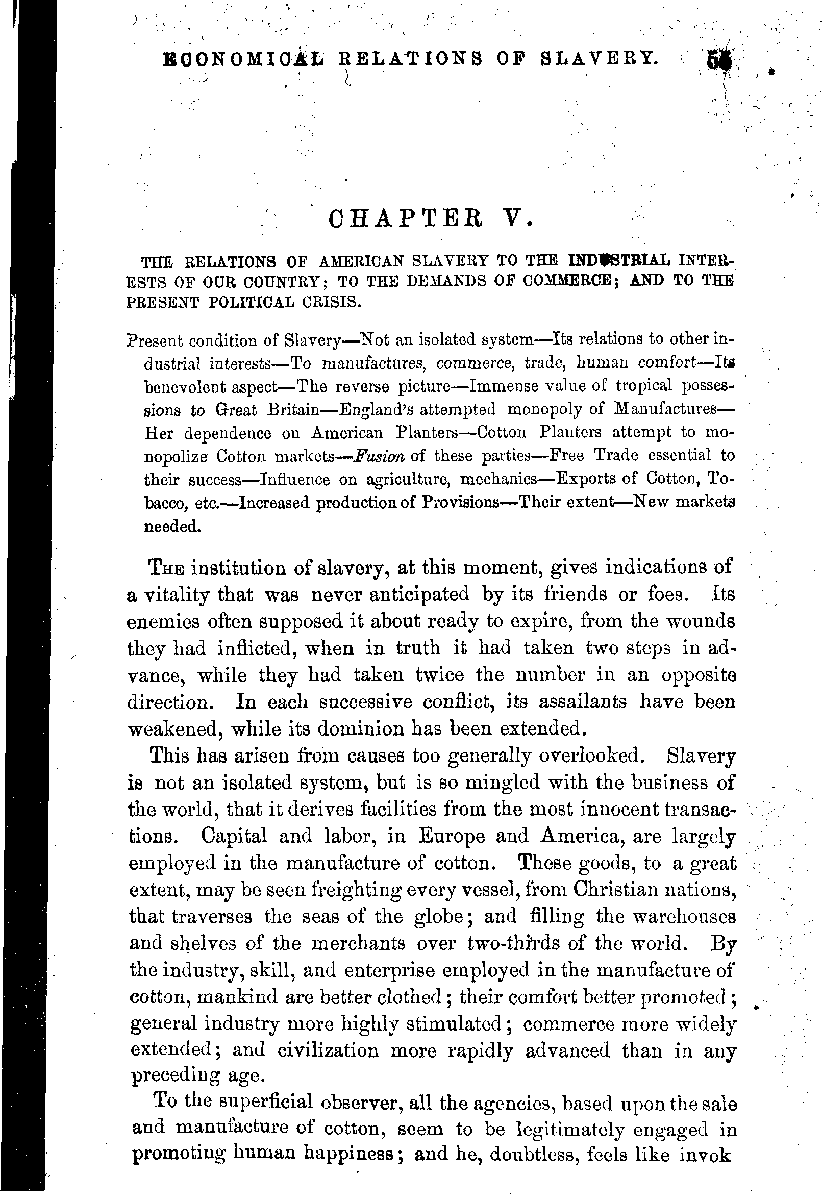 ECONOMICAL RELATIONS OF SLAVERY.
CHAPTER V.
THE RELATIONS OF AMERICAN SLAVERY TO THE INDUSTRIAL INTER-
ESTS OF OUR COUNTRY; TO THE DEMANDS OF COMMERCE; AND TO THE
PRESENT POLITICAL CRISIS.
Present condition of Slavery—Not an isolated system—Its relations to other in-
dustrial interests—To manufactures, commerce, trade, human comfort—Its
benevolent aspect—The reverse picture—Immense value of tropical posses-
sions to Great Britain—England's attempted monopoly of Manufactures—
Her dependence on American Planters—Cotton Planters attempt to mo-
nopolize Cotton markets—Fusion of these parties—Free Trade essential to
their success—Influence on agriculture, mechanics—Exports of Cotton, To-
bacco, etc.—Increased production of Provisions—Their extent—New markets
needed.
THE institution of slavery, at this moment, gives indications of
a vitality that was never anticipated by its friends or foes. Its
enemies often supposed it about ready to expire, from the wounds
they had inflicted, when in truth it had taken two steps in ad-
vance, while they had taken twice the number in an opposite
direction. In each successive conflict, its assailants have been
weakened, while its dominion has been extended.
This has arisen from causes too generally overlooked. Slavery
is not an isolated system, but is so mingled with the business of
the world, that it derives facilities from the most innocent transac-
tions. Capital and labor, in Europe and America, are largely
employed in the manufacture of cotton. These goods, to a great
extent, may be seen freighting every vessel, from Christian nations,
that traverses the seas of the globe; and filling the warehouses
and shelves of the merchants over two-thirds of the world. By
the industry, skill, and enterprise employed in the manufacture of
cotton, mankind are better clothed; their comfort better promoted;
general industry more highly stimulated; commerce more widely
extended; and civilization more rapidly advanced than in any
preceding age.
To the superficial observer, all the agencies, based upon the sale
and manufacture of cotton, seem to be legitimately engaged in
promoting human happiness; and he, doubtless, feels like invok